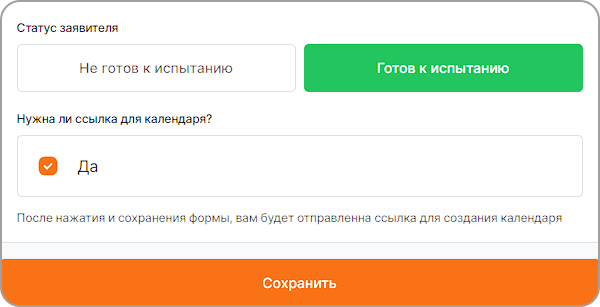 Статус заявителя
Не готов к испытанию
Готов к испытанию
Нужна ли ссылка для календаря?
Да
После нажатия и сохранения формы, вам будет отправленна ссылка для создания календаря
Сохранить